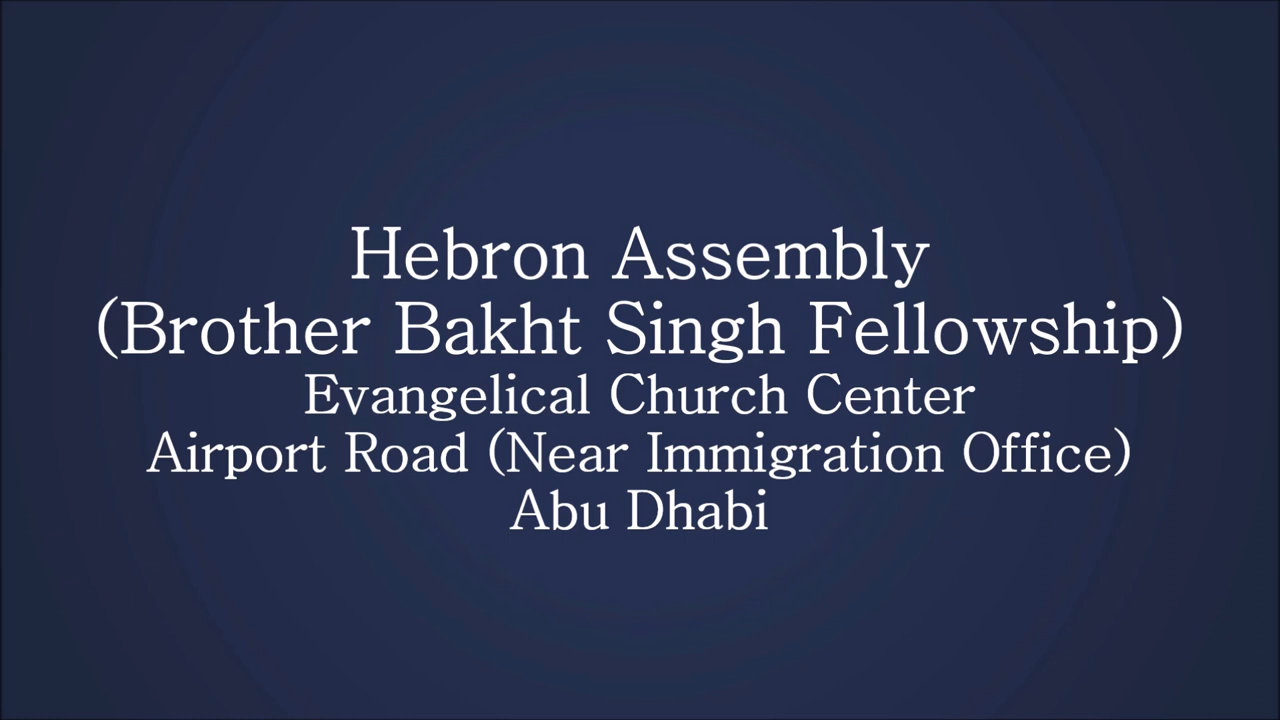 Hebron Assembly
(Brother Bakht Singh Fellowship)
Evangelical Church Center
Airport Road (Near Immigration Office)
Abu Dhabi